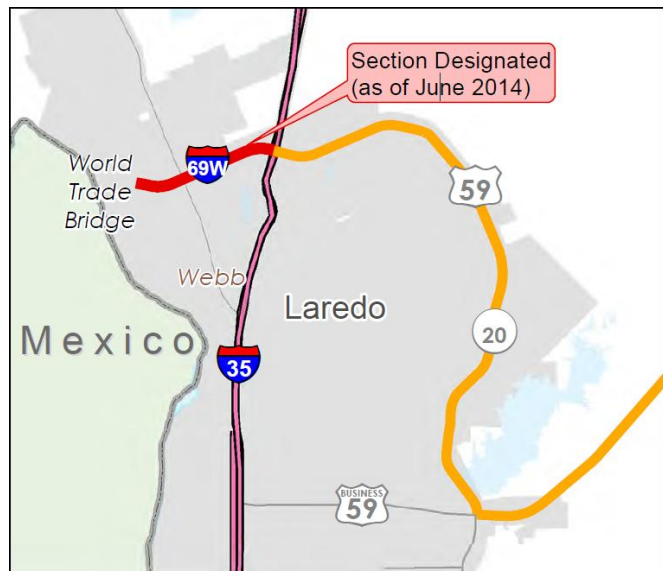 Section Designated
(as of June 2014)
69W
World
Trade
Bridge
59
Webb
Laredo
20
Mexico
35
BUSINESS
59